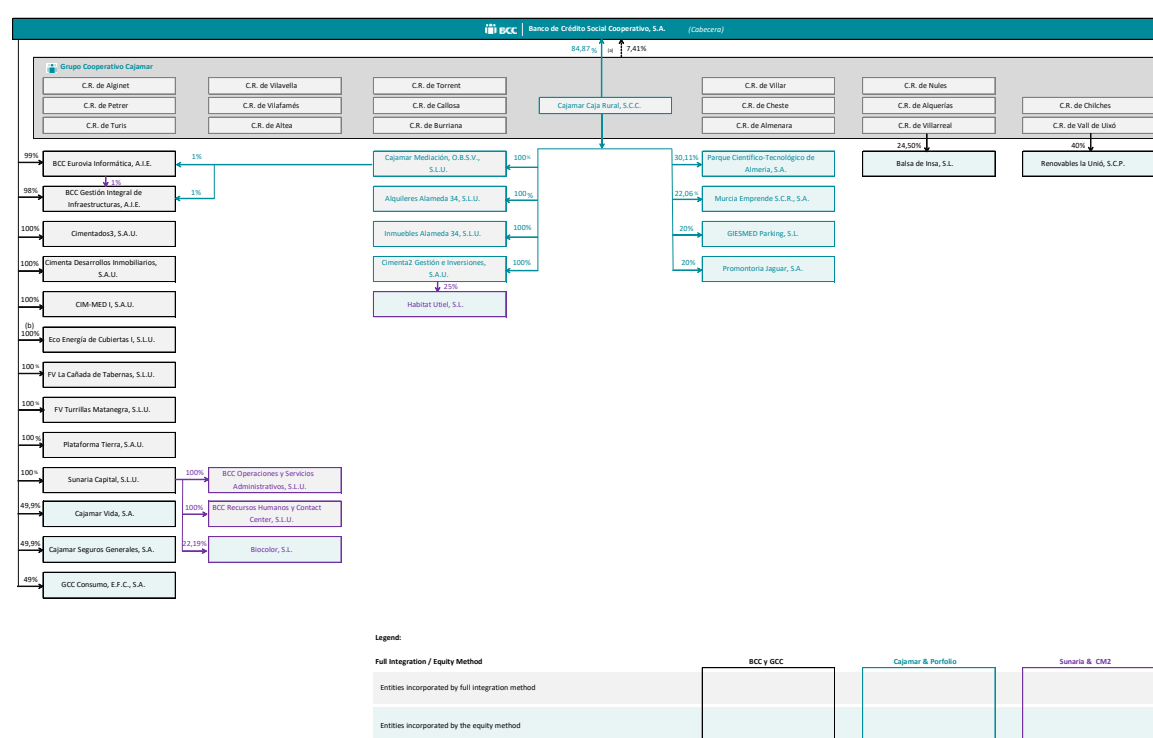 BCC | Banco de Crédito Social Cooperativo, S.A. (Cabecera)
84,87 % (a) 7,41%
Grupo Cooperativo Cajamar
C.R. de Alginet
C.R. de Vilavella
C.R. de Torrent
C.R. de Villar
C.R. de Nules
C.R. de Petrer
C.R. de Vilafamés
C.R. de Callosa
Cajamar Caja Rural, S.C.C.
C.R. de Cheste
C.R. de Alquerías
C.R. de Chilches
C.R. de Turis
C.R. de Altea
C.R. de Burriana
C.R. de Almenara
C.R. de Villarreal
C.R. de Vall de Uixó
99%
BCC Eurovia Informática, A.I.E.
1%
Cajamar Mediación, O.B.S.V.,
S.L.U.
100%
30,11%
Parque Científico-Tecnológico de
Almeria, S.A.
24,50%
Balsa de Insa, S.L.
40%
Renovables la Unió, S.C.P.
1%
98%
BCC Gestión Integral de
Infraestructuras, A.I.E.
1%
Alquileres Alameda 34, S.L.U.
100%
22,06 %
Murcia Emprende S.C.R., S.A.
100%
Cimentados3, S.A.U.
Inmuebles Alameda 34, S.L.U.
100%
20%
GIESMED Parking, S.L.
100%
Cimenta Desarrollos Inmobiliarios,
S.A.U.
Cimenta2 Gestión e Inversiones,
S.A.U.
100%
20%
Promontoria Jaguar, S.A.
25%
100%
CIM-MED I, S.A.U.
Habitat Utiel, S.L.
(b)
100%
Eco Energía de Cubiertas I, S.L.U.
100 %
FV La Cañada de Tabernas, S.L.U.
100 %
FV Turrillas Matanegra, S.L.U.
100 %
Plataforma Tierra, S.A.U.
100 %
Sunaria Capital, S.L.U.
100%
BCC Operaciones y Servicios
Administrativos, S.L.U.
49,9%
Cajamar Vida, S.A.
100%
BCC Recursos Humanos y Contact
Center, S.L.U.
49,9%
Cajamar Seguros Generales, S.A.
22,19%
Biocolor, S.L.
49%
GCC Consumo, E.F.C., S.A.
Legend:
Full Integration / Equity Method
BCC y GCC
Cajamar & Porfolio
Sunaria & CM2
Entities incorporated by full integration method
Entities incorporated by the equity method